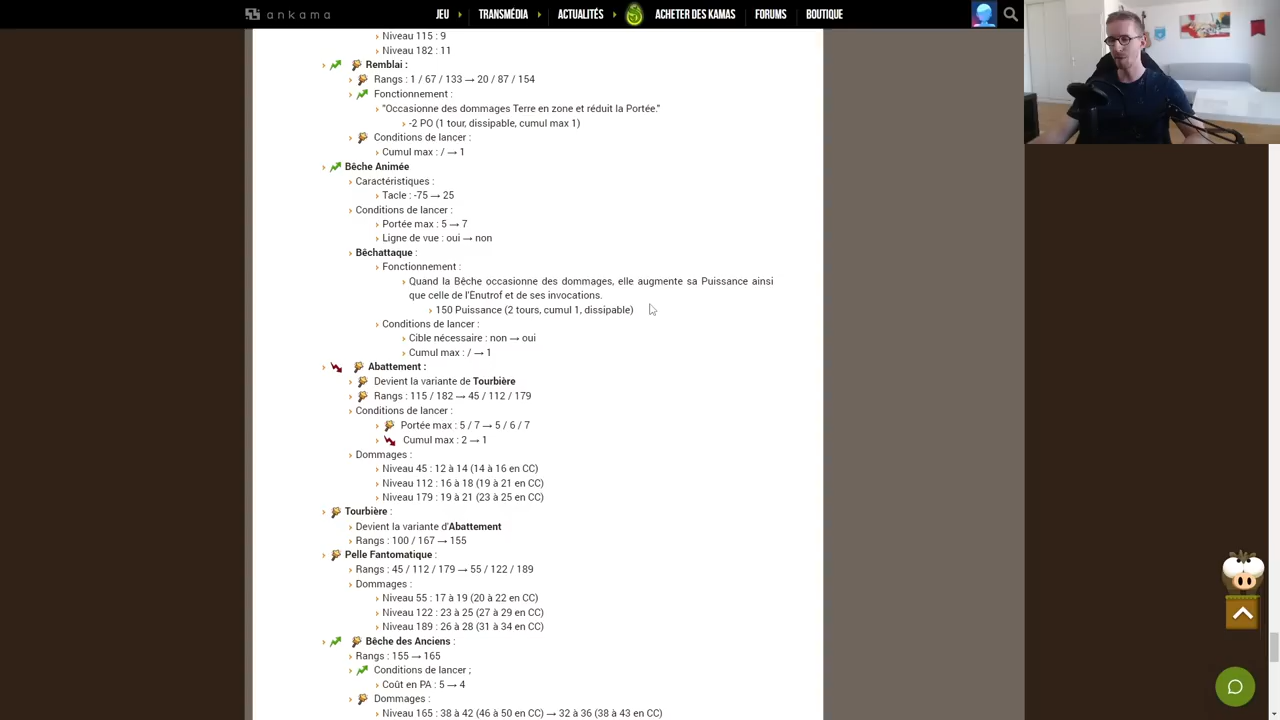 ankama
JEU TRANSMÉDIA ACTUALITÉS ACHETER DES KAMAS FORUMS BOUTIQUE
Niveau 115 : 9
Niveau 182 : 11
Remblai :
Rangs : 1 / 67 / 133 → 20 / 87 / 154
Fonctionnement :
"Occasionne des dommages Terre en zone et réduit la Portée."
-2 PO (1 tour, dissipable, cumul max 1)
Conditions de lancer :
Cumul max : / → 1
Bêche Animée
Caractéristiques :
Tacle : -75 → 25
Conditions de lancer :
Portée max : 5 → 7
Ligne de vue : oui → non
Bêchattaque :
Fonctionnement :
Quand la Bêche occasionne des dommages, elle augmente sa Puissance ainsi
que celle de l'Enutrof et de ses invocations.
150 Puissance (2 tours, cumul 1, dissipable)
Conditions de lancer :
Cible nécessaire : non → oui
Cumul max : / → 1
Abattement :
Devient la variante de Tourbière
Rangs : 115 / 182 → 45 / 112 / 179
Conditions de lancer :
Portée max : 5 / 7 → 5 / 6 / 7
Cumul max : 2 → 1
Dommages :
Niveau 45 : 12 à 14 (14 à 16 en CC)
Niveau 112 : 16 à 18 (19 à 21 en CC)
Niveau 179 : 19 à 21 (23 à 25 en CC)
Tourbière :
Devient la variante d'Abattement
Rangs : 100 / 167 → 155
Pelle Fantomatique :
Rangs : 45 / 112 / 179 → 55 / 122 / 189
Dommages :
Niveau 55 : 17 à 19 (20 à 22 en CC)
Niveau 122 : 23 à 25 (27 à 29 en CC)
Niveau 189 : 26 à 28 (31 à 34 en CC)
Bêche des Anciens :
Rangs : 155 → 165
Conditions de lancer ;
Coût en PA : 5 → 4
Dommages :
Niveau 165 : 38 à 42 (46 à 50 en CC) → 32 à 36 (38 à 43 en CC)